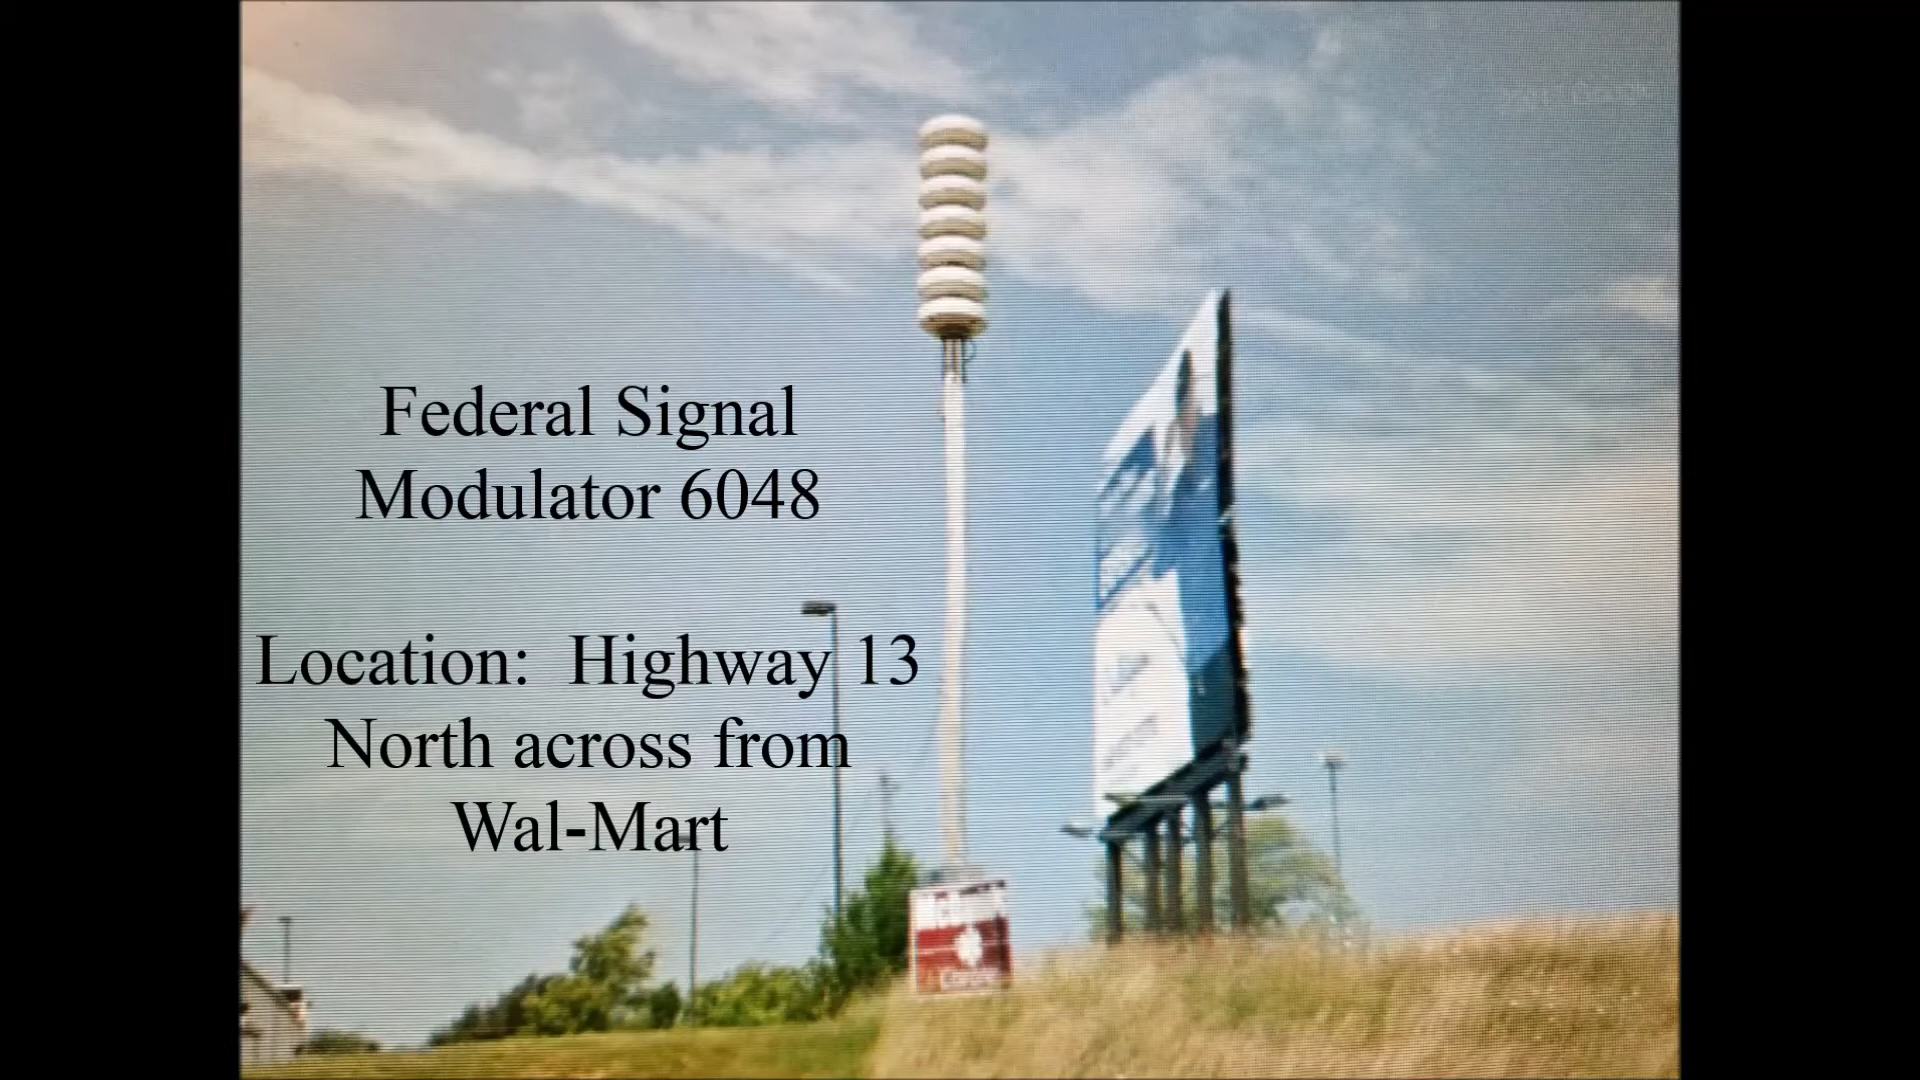 Federal Signal
Modulator 6048
Location: Highway 13
North across from
Wal-Mart